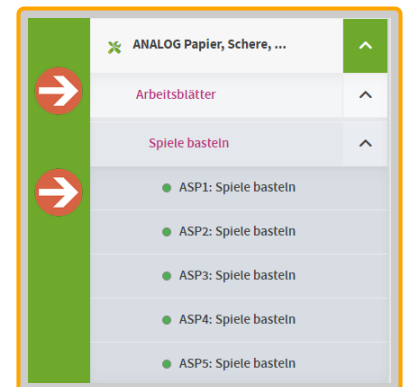 ANALOG Papier, Schere, ...
Arbeitsblätter
Spiele basteln
ASP1: Spiele basteln
ASP2: Spiele basteln
ASP3: Spiele basteln
ASP4: Spiele basteln
ASP5: Spiele basteln